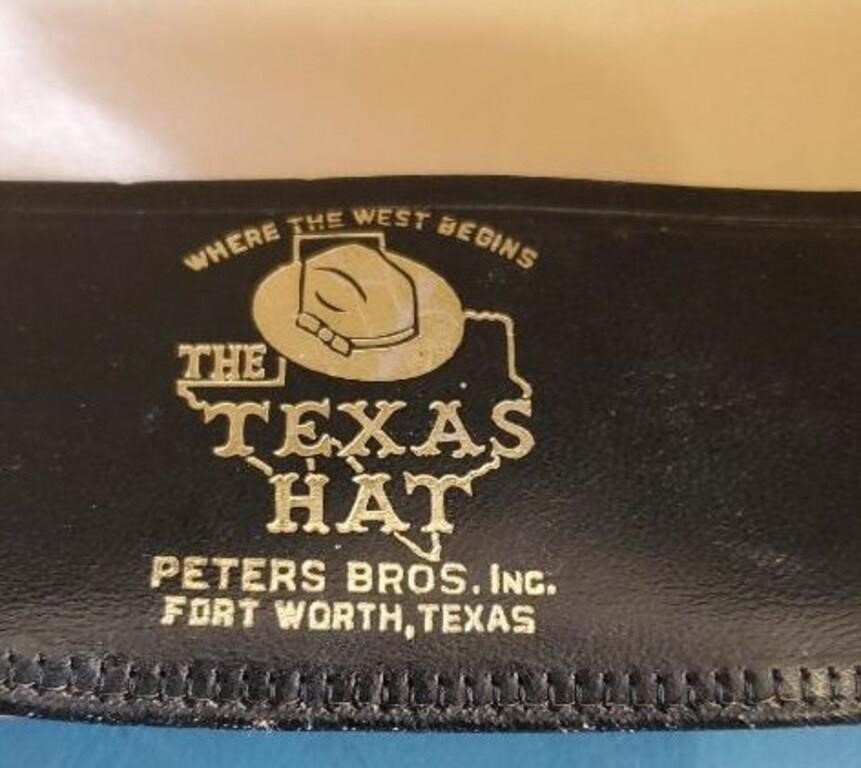 WHERE THE WEST BEGINS
THE
TEXAS
HAT
PETERS BROS. INC.
FORT WORTH, TEXAS